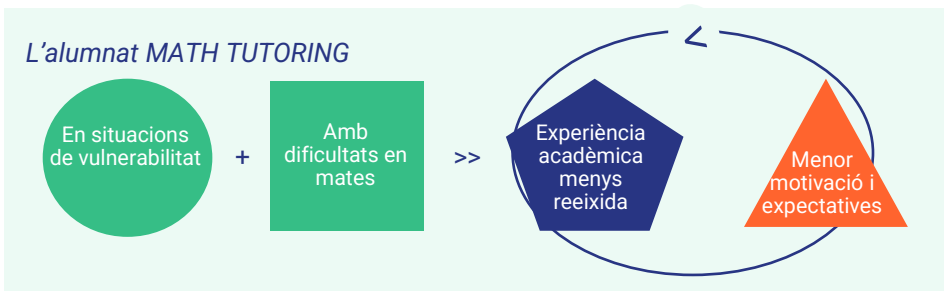 L'alumnat MATH TUTORING
En situacions
de vulnerabilitat
+
Amb
dificultats en
mates
>>
Experiència
acadèmica
menys
reeixida
<
Menor
motivació i
expectatives